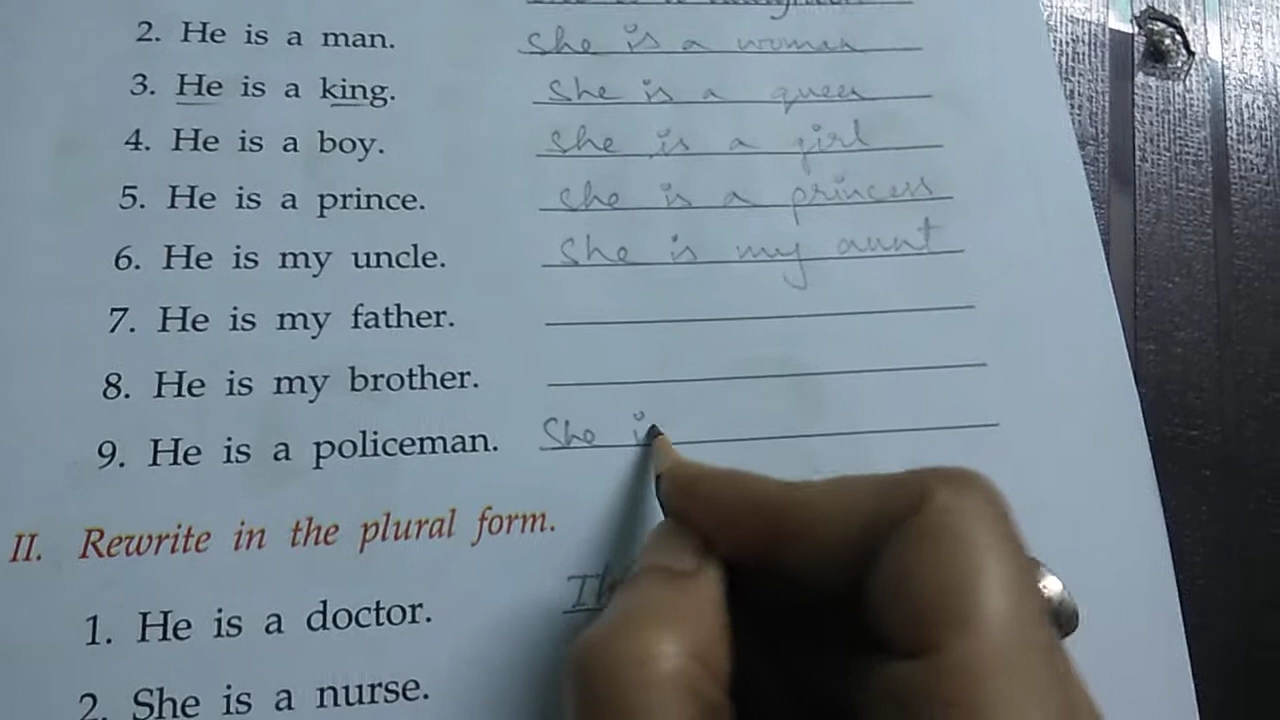 2. He is a man. She is a woman
3. He is a king. She is a queen
4. He is a boy. She is a girl
5. He is a prince. She is a princess
6. He is my uncle. She is my aunt
7. He is my father.
8. He is my brother.
9. He is a policeman. She is
II. Rewrite in the plural form.
1. He is a doctor.
2. She is a nurse.